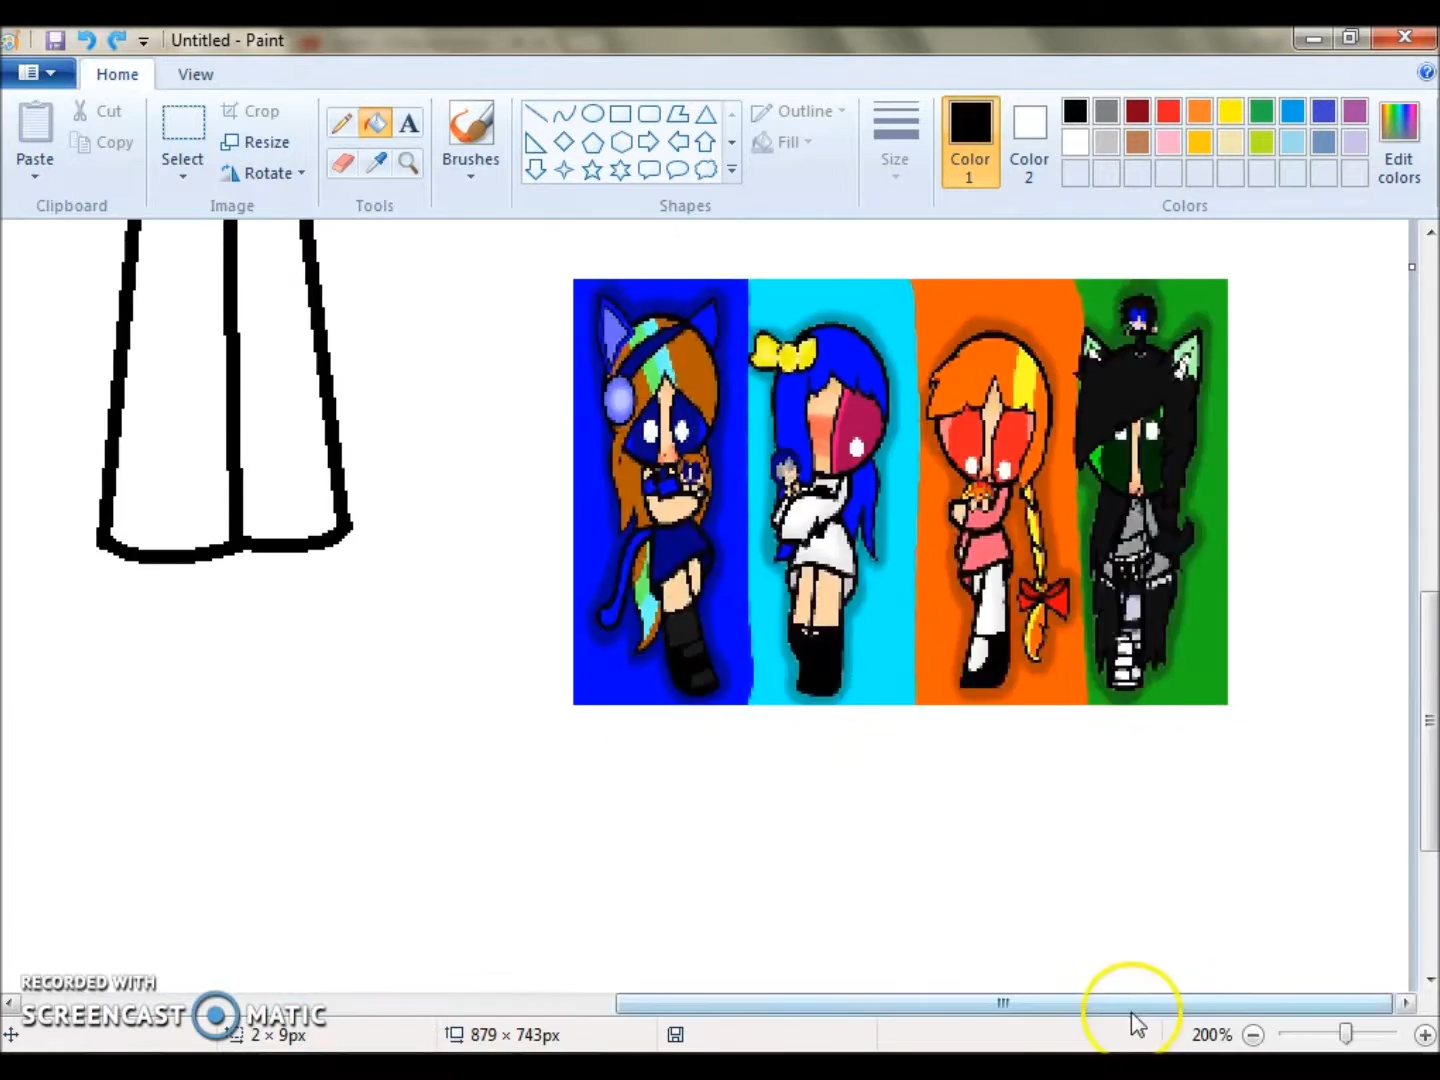 Untitled - Paint
Home View
Paste Cut Copy Clipboard
Select Crop Resize Rotate Image
A
Tools
Brushes
Shapes
Outline Fill
Size
Color 1
Color 2
Edit colors
Colors
RECORDED WITH
SCREENCAST MATIC
2 × 9px 879 × 743px 200%